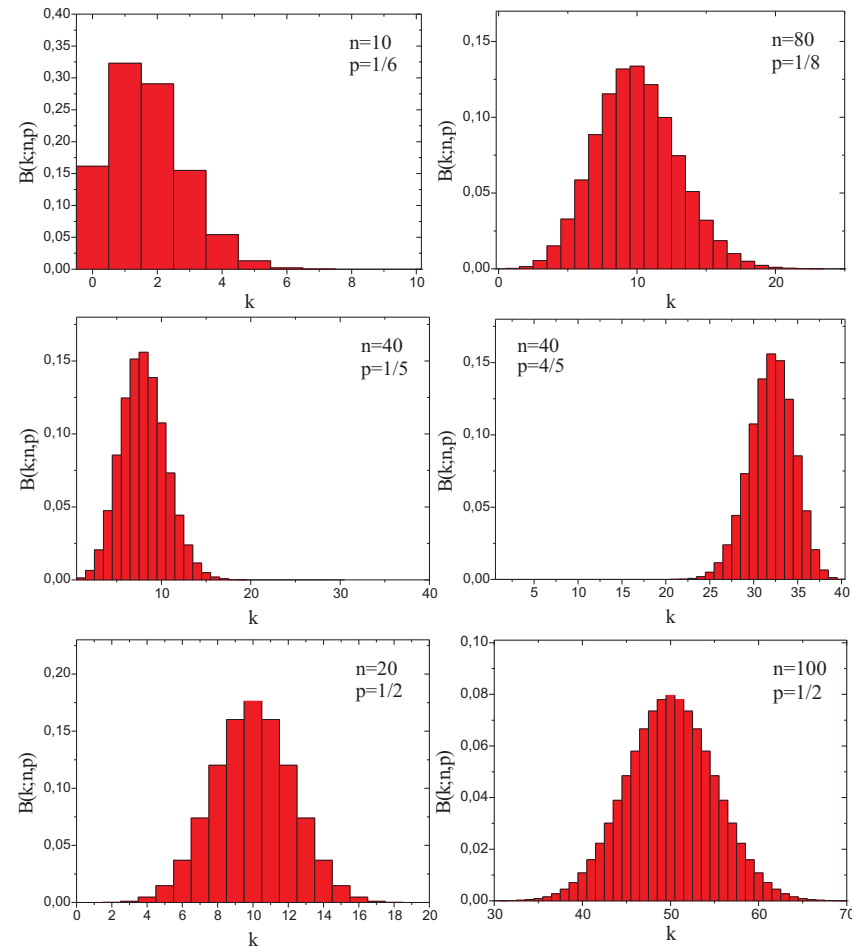 0,40
0,35
0,30
0,25
0,20
0,15
0,10
0,05
0,00
B(k;n,p)
n=10
p=1/6
0 2 4 6 8 10
k
0,15
0,10
0,05
0,00
B(k;n,p)
n=80
p=1/8
0 10 20
k
0,15
0,10
0,05
0,00
B(k;n,p)
n=40
p=1/5
10 20 30 40
k
0,15
0,10
0,05
0,00
B(k;n,p)
n=40
p=4/5
5 10 15 20 25 30 35 40
k
0,20
0,15
0,10
0,05
0,00
B(k;n,p)
n=20
p=1/2
0 2 4 6 8 10 12 14 16 18 20
k
0,10
0,08
0,06
0,04
0,02
0,00
B(k;n,p)
n=100
p=1/2
30 40 50 60 70
k